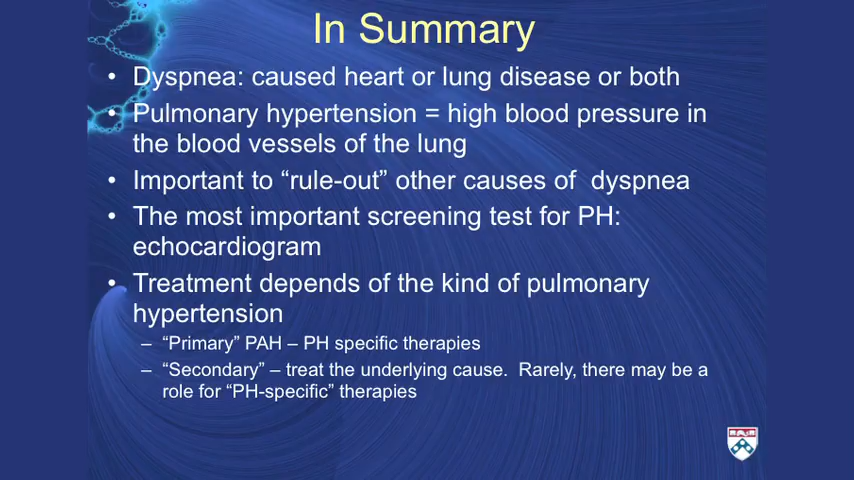 In Summary
• Dyspnea: caused heart or lung disease or both
• Pulmonary hypertension = high blood pressure in
the blood vessels of the lung
• Important to “rule-out” other causes of  dyspnea
• The most important screening test for PH:
echocardiogram
• Treatment depends of the kind of pulmonary
hypertension
– “Primary” PAH – PH specific therapies
– “Secondary” – treat the underlying cause.  Rarely, there may be a
role for “PH-specific” therapies